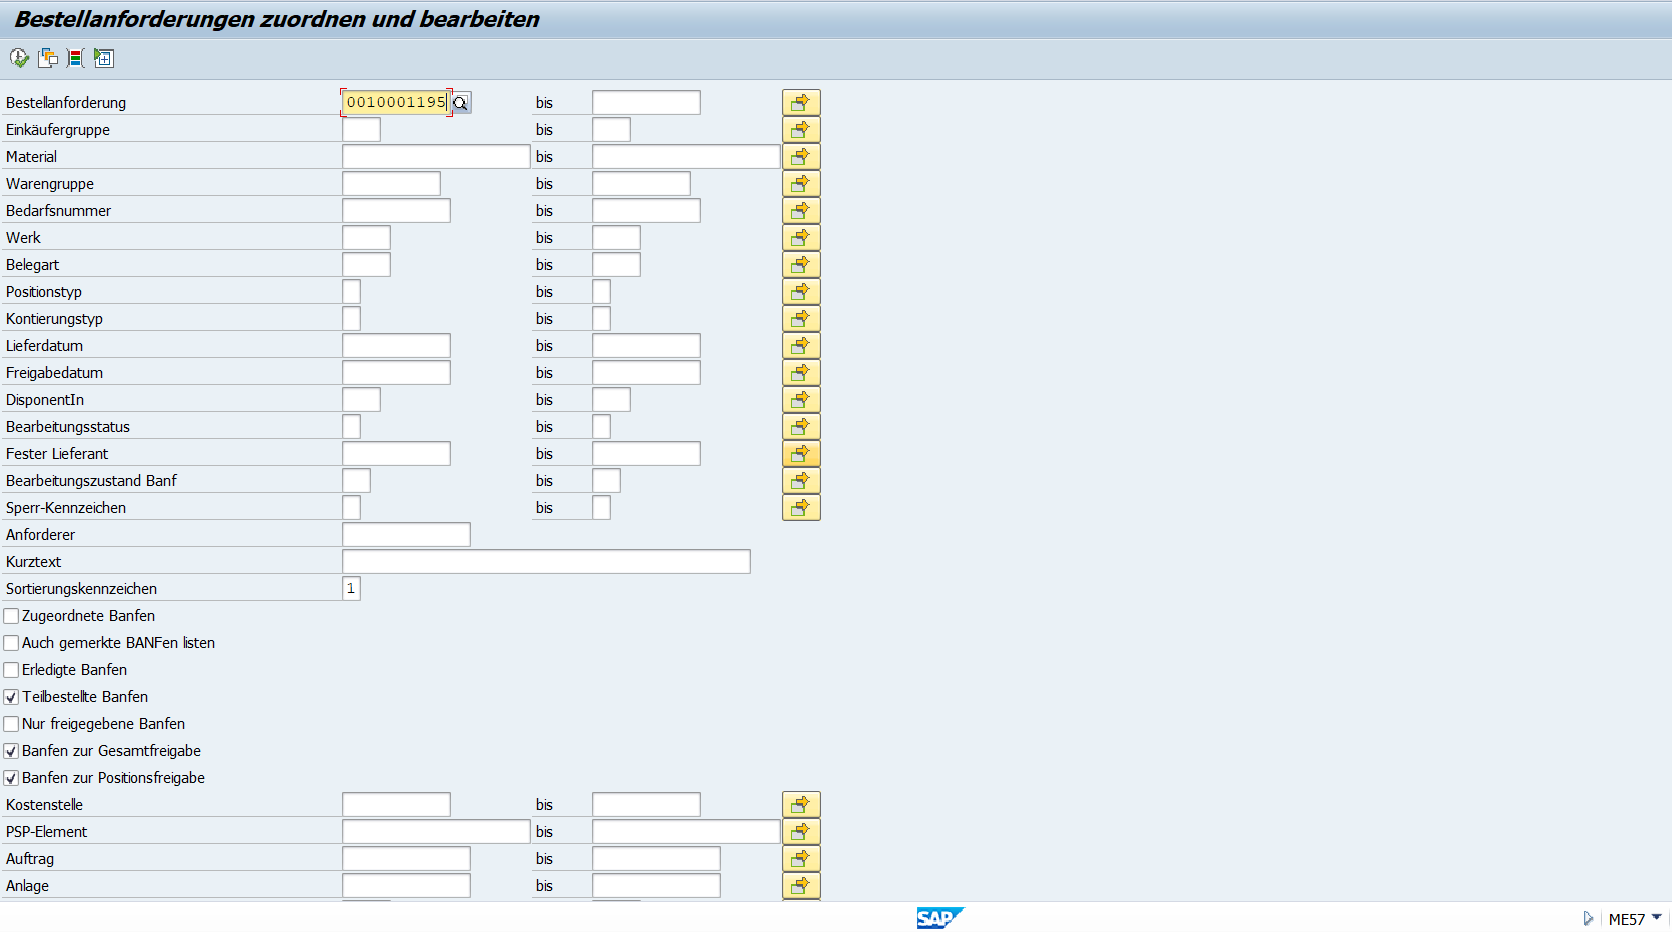 Bestellanforderungen zuordnen und bearbeiten
Bestellanforderung 0010001195 bis
Einkäufergruppe bis
Material bis
Warengruppe bis
Bedarfsnummer bis
Werk bis
Belegart bis
Positionstyp bis
Kontierungstyp bis
Lieferdatum bis
Freigabedatum bis
DisponentIn bis
Bearbeitungsstatus bis
Fester Lieferant bis
Bearbeitungszustand Banf bis
Sperr-Kennzeichen bis
Anforderer
Kurztext
Sortierungskennzeichen 1
Zugeordnete Banfen
Auch gemerkte BANFen listen
Erledigte Banfen
Teilbestellte Banfen
Nur freigegebene Banfen
Banfen zur Gesamtfreigabe
Banfen zur Positionsfreigabe
Kostenstelle bis
PSP-Element bis
Auftrag bis
Anlage bis
SAP ME57